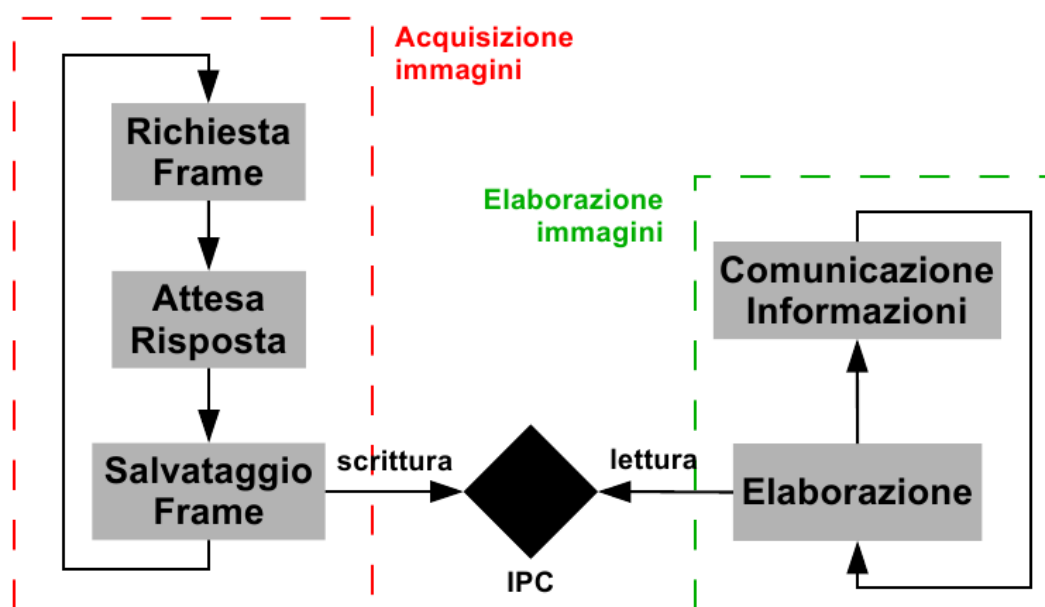 Acquisizione
immagini
Richiesta
Frame
Attesa
Risposta
Salvataggio
Frame
scrittura
IPC
lettura
Elaborazione
immagini
Comunicazione
Informazioni
Elaborazione